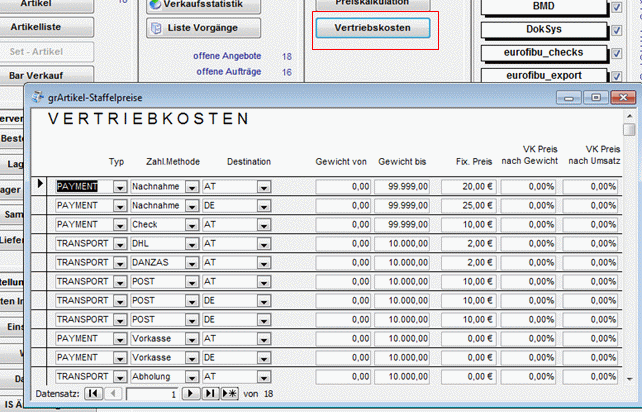 Artikel
Artikelliste
Set - Artikel
Bar Verkauf
18
Verkaufsstatistik
Liste Vorgänge
offene Angebote 18
offene Aufträge 16
Preiskalkulation
Vertriebskosten
BMD
DokSys
eurofibu_checks
eurofibu_export
grArtikel-Staffelpreise
VERTRIEBKOSTEN
Typ Zahl.Methode Destination Gewicht von Gewicht bis Fix. Preis VK Preis nach Gewicht VK Preis nach Umsatz
PAYMENT Nachnahme AT 0,00 99.999,00 20,00 € 0,00% 0,00%
PAYMENT Nachnahme DE 0,00 99.999,00 25,00 € 0,00% 0,00%
PAYMENT Check AT 0,00 99.999,00 10,00 € 0,00% 0,00%
TRANSPORT DHL AT 0,00 10.000,00 2,00 € 0,00% 0,00%
TRANSPORT DANZAS AT 0,00 10.000,00 2,00 € 0,00% 0,00%
TRANSPORT POST AT 0,00 10.000,00 10,00 € 0,00% 0,00%
TRANSPORT POST DE 0,00 10.000,00 10,00 € 0,00% 0,00%
TRANSPORT POST DE 0,00 10.000,00 10,00 € 0,00% 0,00%
PAYMENT Vorkasse AT 0,00 10.000,00 0,00 € 0,00% 0,00%
PAYMENT Vorkasse DE 0,00 10.000,00 0,00 € 0,00% 0,00%
TRANSPORT Abholung AT 0,00 10.000,00 0,00 € 0,00% 0,00%
Datensatz: 1 von 18